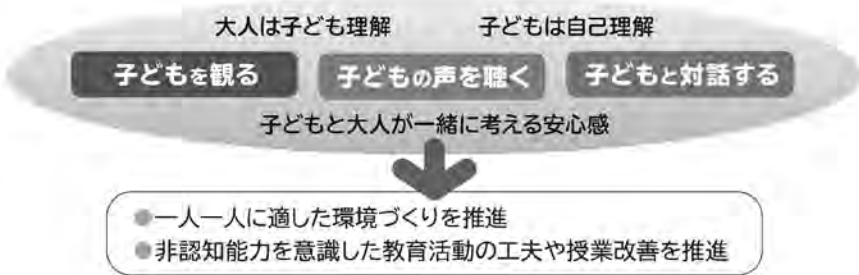 大人は子ども理解　　子どもは自己理解
子どもを観る　子どもの声を聴く　子どもと対話する
子どもと大人が一緒に考える安心感
●一人一人に適した環境づくりを推進
●非認知能力を意識した教育活動の工夫や授業改善を推進